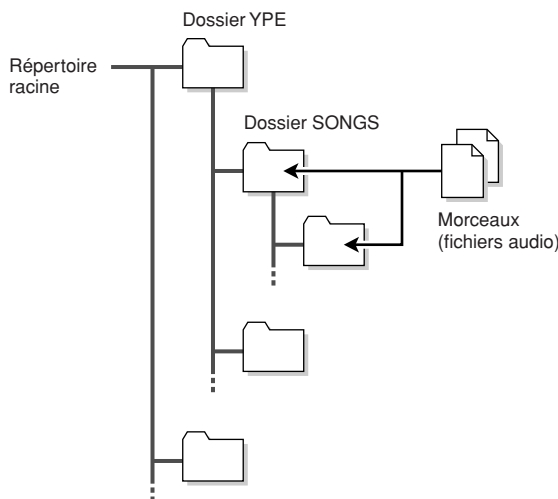 Dossier YPE
Répertoire
racine
Dossier SONGS
Morceaux
(fichiers audio)